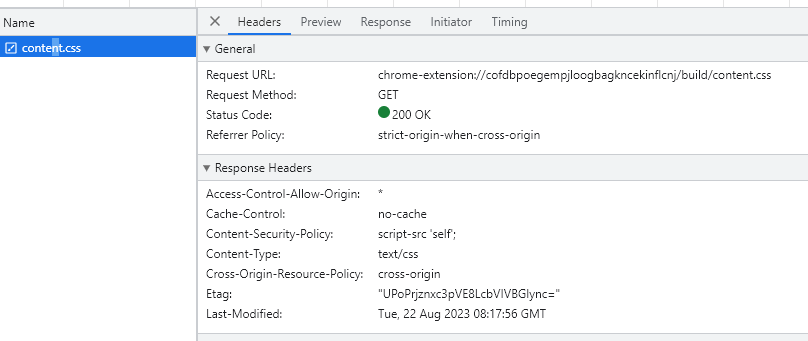 Name
content.css
Headers Preview Response Initiator Timing
General
Request URL: chrome-extension://cofdbpoegempjloogbagkncekinflcnj/build/content.css
Request Method: GET
Status Code: 200 OK
Referrer Policy: strict-origin-when-cross-origin
Response Headers
Access-Control-Allow-Origin: *
Cache-Control: no-cache
Content-Security-Policy: script-src 'self';
Content-Type: text/css
Cross-Origin-Resource-Policy: cross-origin
Etag: "UPoPrjznxc3pVE8LcbVIVBGlync="
Last-Modified: Tue, 22 Aug 2023 08:17:56 GMT